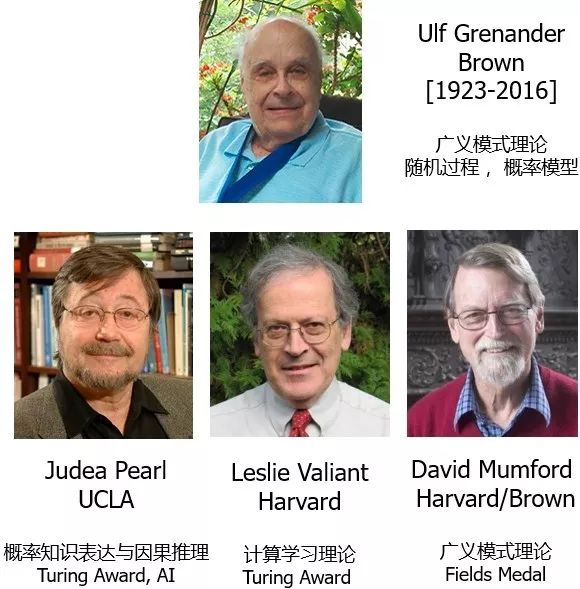 Ulf Grenander
Brown
[1923-2016]
广义模式理论
随机过程 ，概率模型
Judea Pearl
UCLA
概率知识表达与因果推理
Turing Award, AI
Leslie Valiant
Harvard
计算学习理论
Turing Award
David Mumford
Harvard/Brown
广义模式理论
Fields Medal